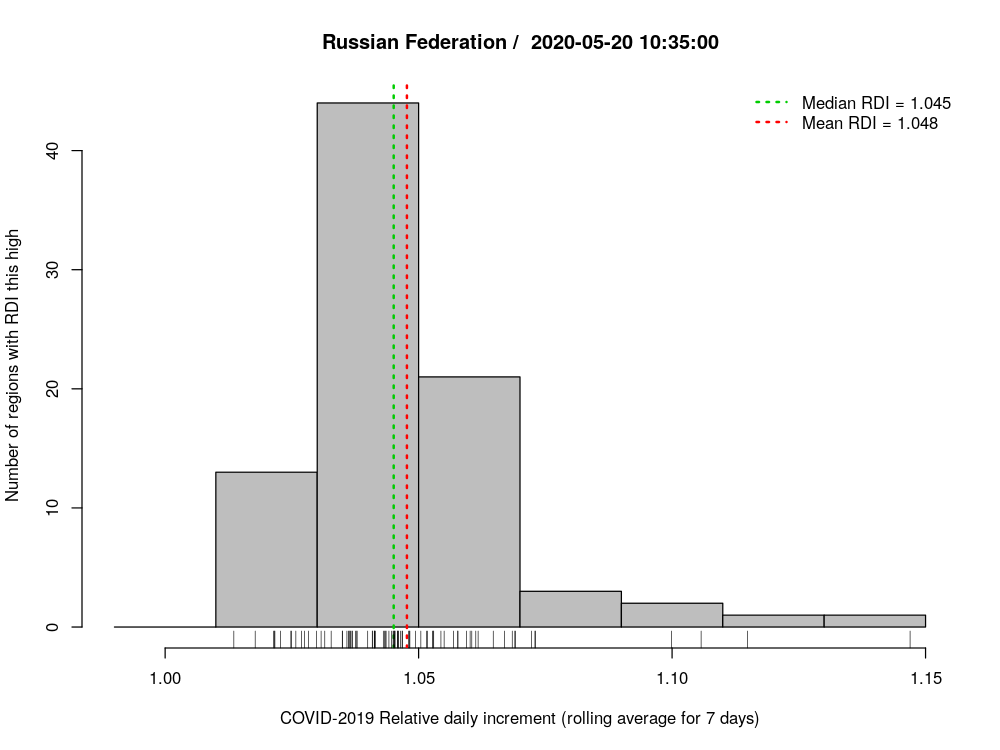 Russian Federation /  2020-05-20 10:35:00
Median RDI = 1.045
Mean RDI = 1.048
Number of regions with RDI this high
40
30
20
10
0
1.00 1.05 1.10 1.15
COVID-2019 Relative daily increment (rolling average for 7 days)